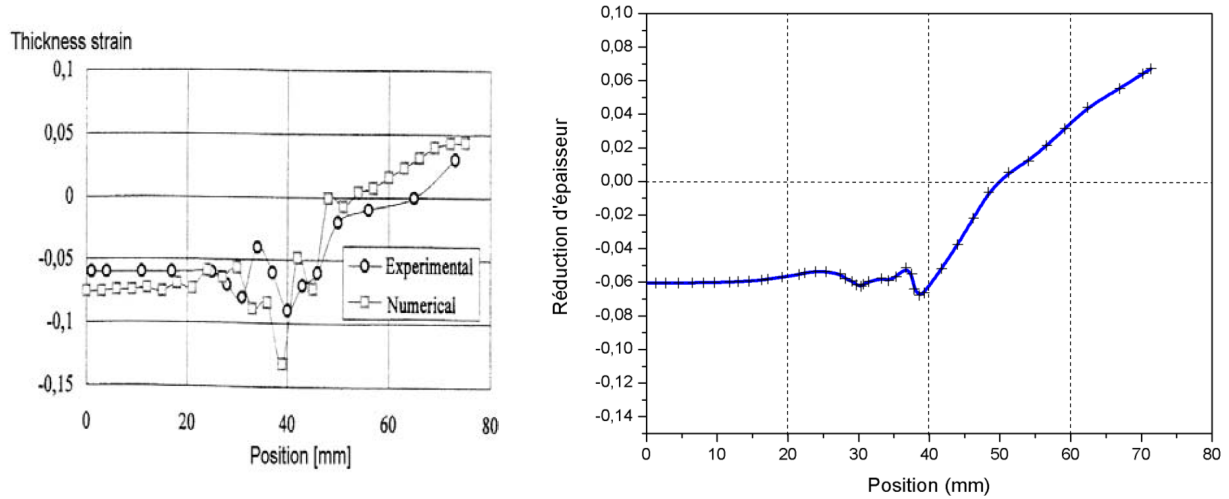 Thickness strain
0,1
0,05
0
-0,05
-0,1
-0,15
0 20 40 60 80
Position [mm]
Experimental
Numerical
0,10
0,08
0,06
0,04
0,02
0,00
-0,02
-0,04
-0,06
-0,08
-0,10
-0,12
-0,14
Réduction d'épaisseur
0 10 20 30 40 50 60 70 80
Position (mm)